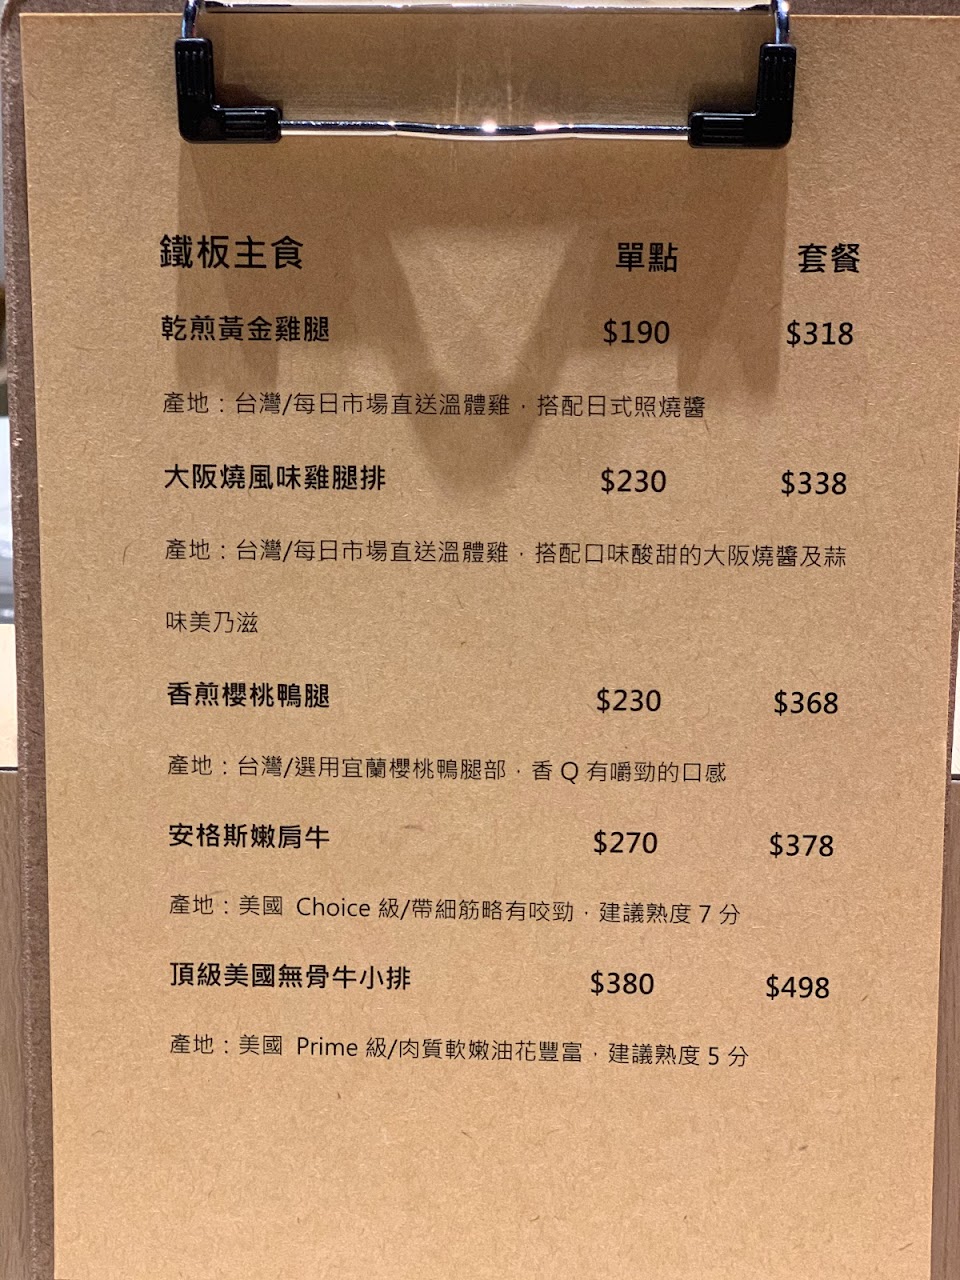 鐵板主食 單點 套餐
乾煎黃金雞腿 $190 $318
產地：台灣/每日市場直送溫體雞，搭配日式照燒醬
大阪燒風味雞腿排 $230 $338
產地：台灣/每日市場直送溫體雞，搭配口味酸甜的大阪燒醬及蒜
味美乃滋
香煎櫻桃鴨腿 $230 $368
產地：台灣/選用宜蘭櫻桃鴨腿部，香 Q 有嚼勁的口感
安格斯嫩肩牛 $270 $378
產地：美國 Choice 級/帶細筋略有咬勁，建議熟度 7 分
頂級美國無骨牛小排 $380 $498
產地：美國 Prime 級/肉質軟嫩油花豐富，建議熟度 5 分